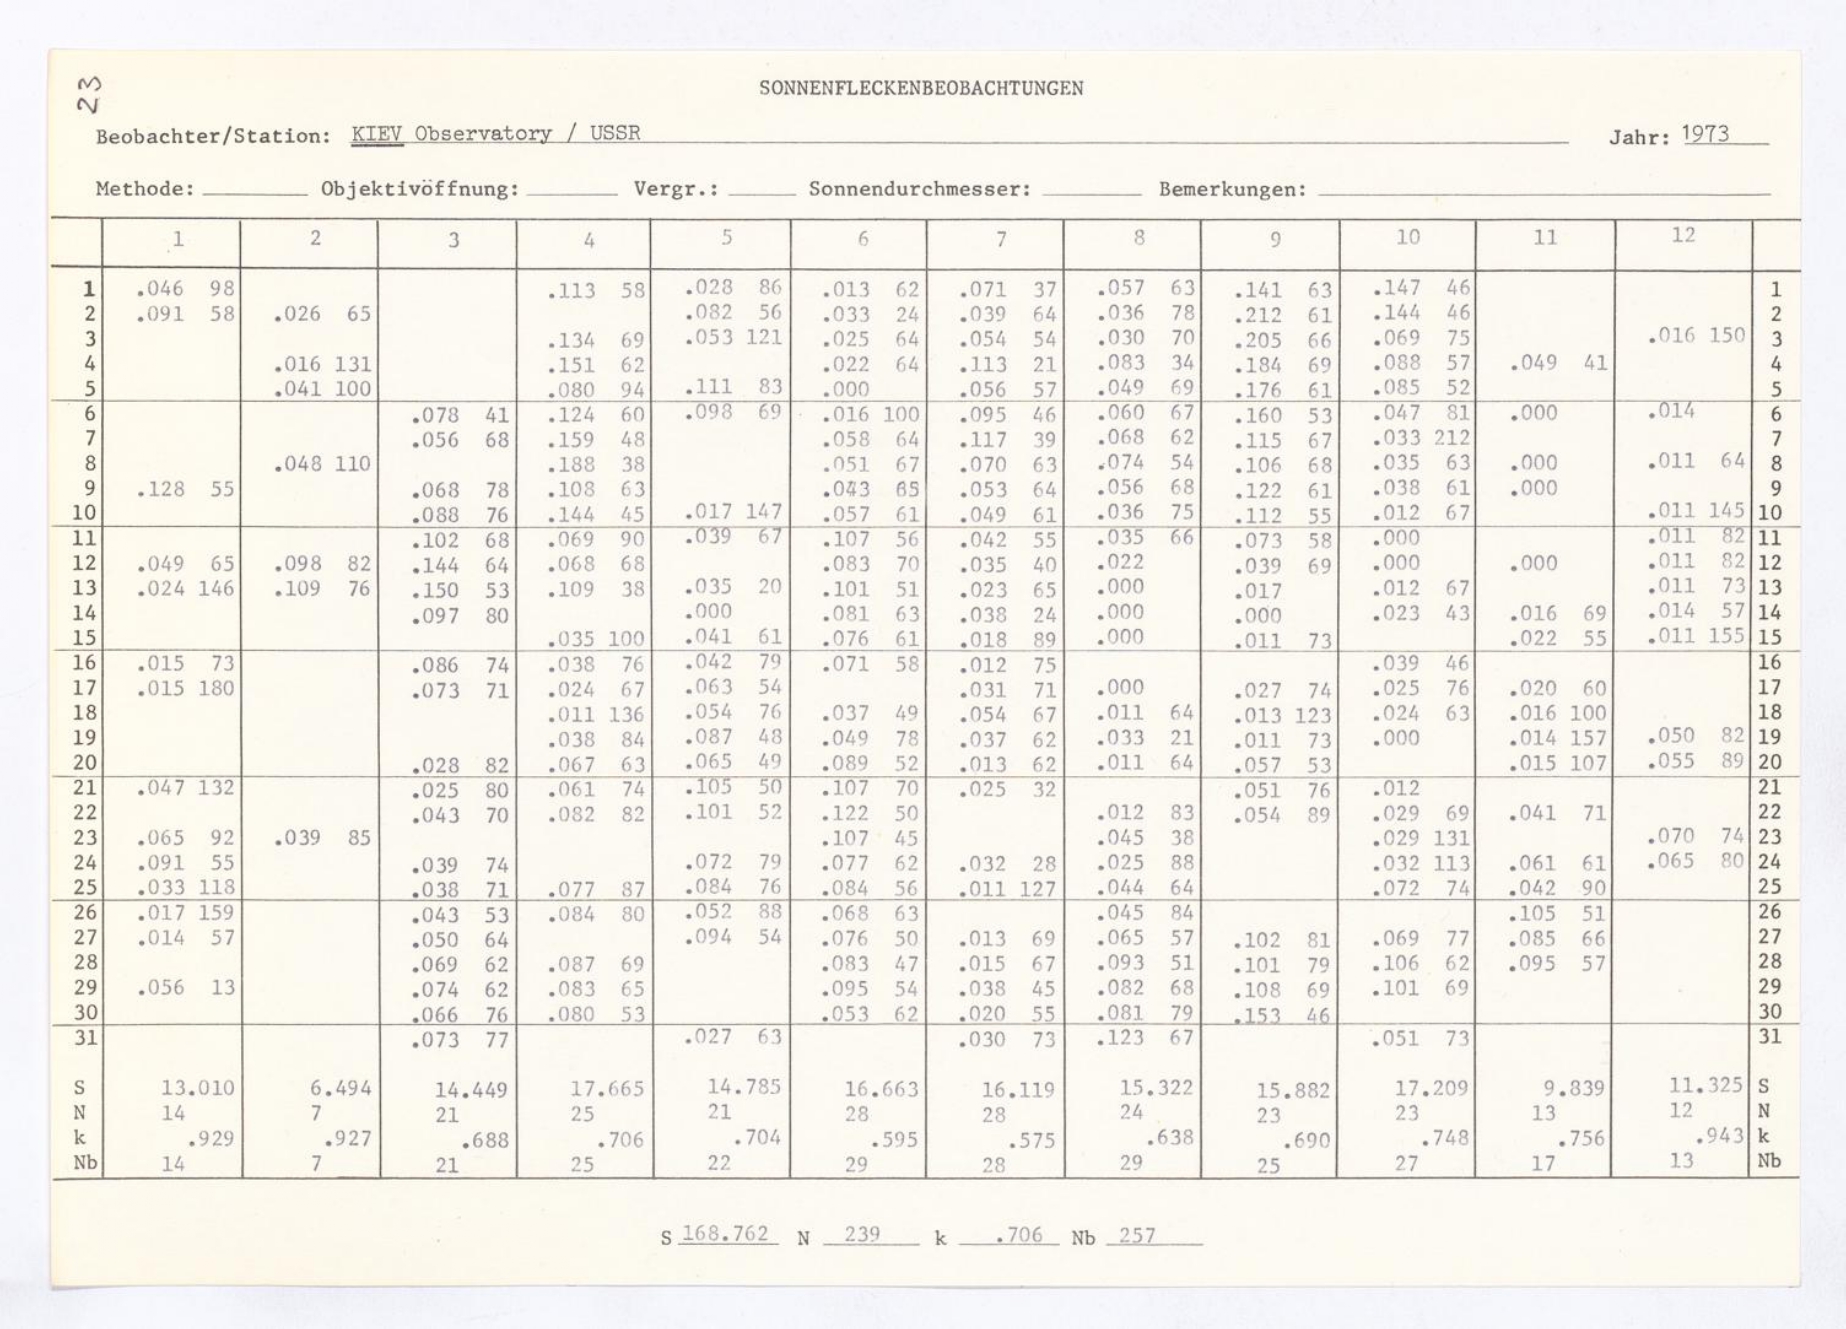 23
SONNENFLECKENBEOBACHTUNGEN
Beobachter/Station: KIEV Observatory / USSR Jahr: 1973
Methode: Objektivöffnung: Vergr.: Sonnendurchmesser: Bemerkungen:
1 2 3 4 5 6 7 8 9 10 11 12
1 .046 98 .113 58 .028 86 .013 62 .071 37 .057 63 .141 63 .147 46 1
2 .091 58 .026 65 .082 56 .033 24 .039 64 .036 78 .212 61 .144 46 2
3 .134 69 .053 121 .025 64 .054 54 .030 70 .205 66 .069 75 .016 150 3
4 .016 131 .151 62 .022 64 .113 21 .083 34 .184 69 .088 57 .049 41 4
5 .041 100 .080 94 .111 83 .000 .056 57 .049 69 .176 61 .085 52 5
6 .078 41 .124 60 .098 69 .016 100 .095 46 .060 67 .160 53 .047 81 .000 .014 6
7 .056 68 .159 48 .058 64 .117 39 .068 62 .115 67 .033 212 7
8 .048 110 .188 38 .051 67 .070 63 .074 54 .106 68 .035 63 .000 .011 64 8
9 .128 55 .068 78 .108 63 .043 65 .053 64 .056 68 .122 61 .038 61 .000 9
10 .088 76 .144 45 .017 147 .057 61 .049 61 .036 75 .112 55 .012 67 .011 145 10
11 .102 68 .069 90 .039 67 .107 56 .042 55 .035 66 .073 58 .000 .011 82 11
12 .049 65 .098 82 .144 64 .068 68 .083 70 .035 40 .022 .039 69 .000 .000 .011 82 12
13 .024 146 .109 76 .150 53 .109 38 .035 20 .101 51 .023 65 .000 .017 .012 67 .011 73 13
14 .097 80 .000 .081 63 .038 24 .000 .000 .023 43 .016 69 .014 57 14
15 .035 100 .041 61 .076 61 .018 89 .000 .011 73 .022 55 .011 155 15
16 .015 73 .086 74 .038 76 .042 79 .071 58 .012 75 .039 46 16
17 .015 180 .073 71 .024 67 .063 54 .031 71 .000 .027 74 .025 76 .020 60 17
18 .011 136 .054 76 .037 49 .054 67 .011 64 .013 123 .024 63 .016 100 18
19 .038 84 .087 48 .049 78 .037 62 .033 21 .011 73 .000 .014 157 .050 82 19
20 .028 82 .067 63 .065 49 .089 52 .013 62 .011 64 .057 53 .015 107 .055 89 20
21 .047 132 .025 80 .061 74 .105 50 .107 70 .025 32 .051 76 .012 21
22 .043 70 .082 82 .101 52 .122 50 .012 83 .054 89 .029 69 .041 71 22
23 .065 92 .039 85 .107 45 .045 38 .029 131 .070 74 23
24 .091 55 .039 74 .072 79 .077 62 .032 28 .025 88 .032 113 .061 61 .065 80 24
25 .033 118 .038 71 .077 87 .084 76 .084 56 .011 127 .044 64 .072 74 .042 90 25
26 .017 159 .043 53 .084 80 .052 88 .068 63 .045 84 .105 51 26
27 .014 57 .050 64 .094 54 .076 50 .013 69 .065 57 .102 81 .069 77 .085 66 27
28 .069 62 .087 69 .083 47 .015 67 .093 51 .101 79 .106 62 .095 57 28
29 .056 13 .074 62 .083 65 .095 54 .038 45 .082 68 .108 69 .101 69 29
30 .066 76 .080 53 .053 62 .020 55 .081 79 .153 46 30
31 .073 77 .027 63 .030 73 .123 67 .051 73 31
S 13.010 6.494 14.449 17.665 14.785 16.663 16.119 15.322 15.882 17.209 9.839 11.325 S
N 14 7 21 25 21 28 28 24 23 23 13 12 N
k .929 .927 .688 .706 .704 .595 .575 .638 .690 .748 .756 .943 k
Nb 14 7 21 25 22 29 28 29 25 27 17 13 Nb
S 168.762 N 239 k .706 Nb 257